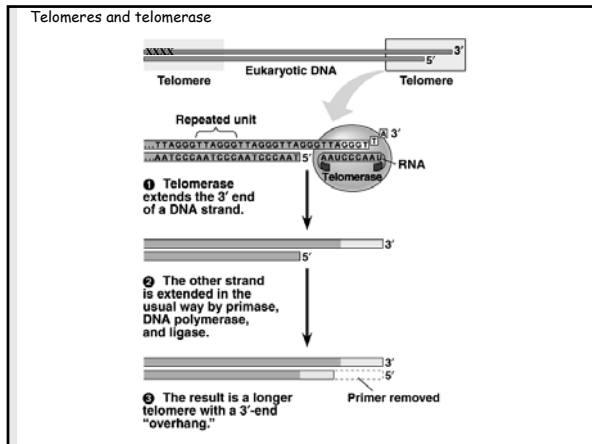 Telomeres and telomerase
XXXX
3′
5′
Eukaryotic DNA
Telomere
Telomere
Repeated unit
A 3′
T
...TTAGGGTTAGGGTTAGGGTTAGGGTTAGGGT
...AATCCCAATCCCAATCCCAAT 5′ AAUCCCAAU
RNA
Telomerase
1 Telomerase
extends the 3′ end
of a DNA strand.
3′
5′
2 The other strand
is extended in the
usual way by primase,
DNA polymerase,
and ligase.
3′
5′
3 The result is a longer
telomere with a 3′-end
“overhang.”
Primer removed